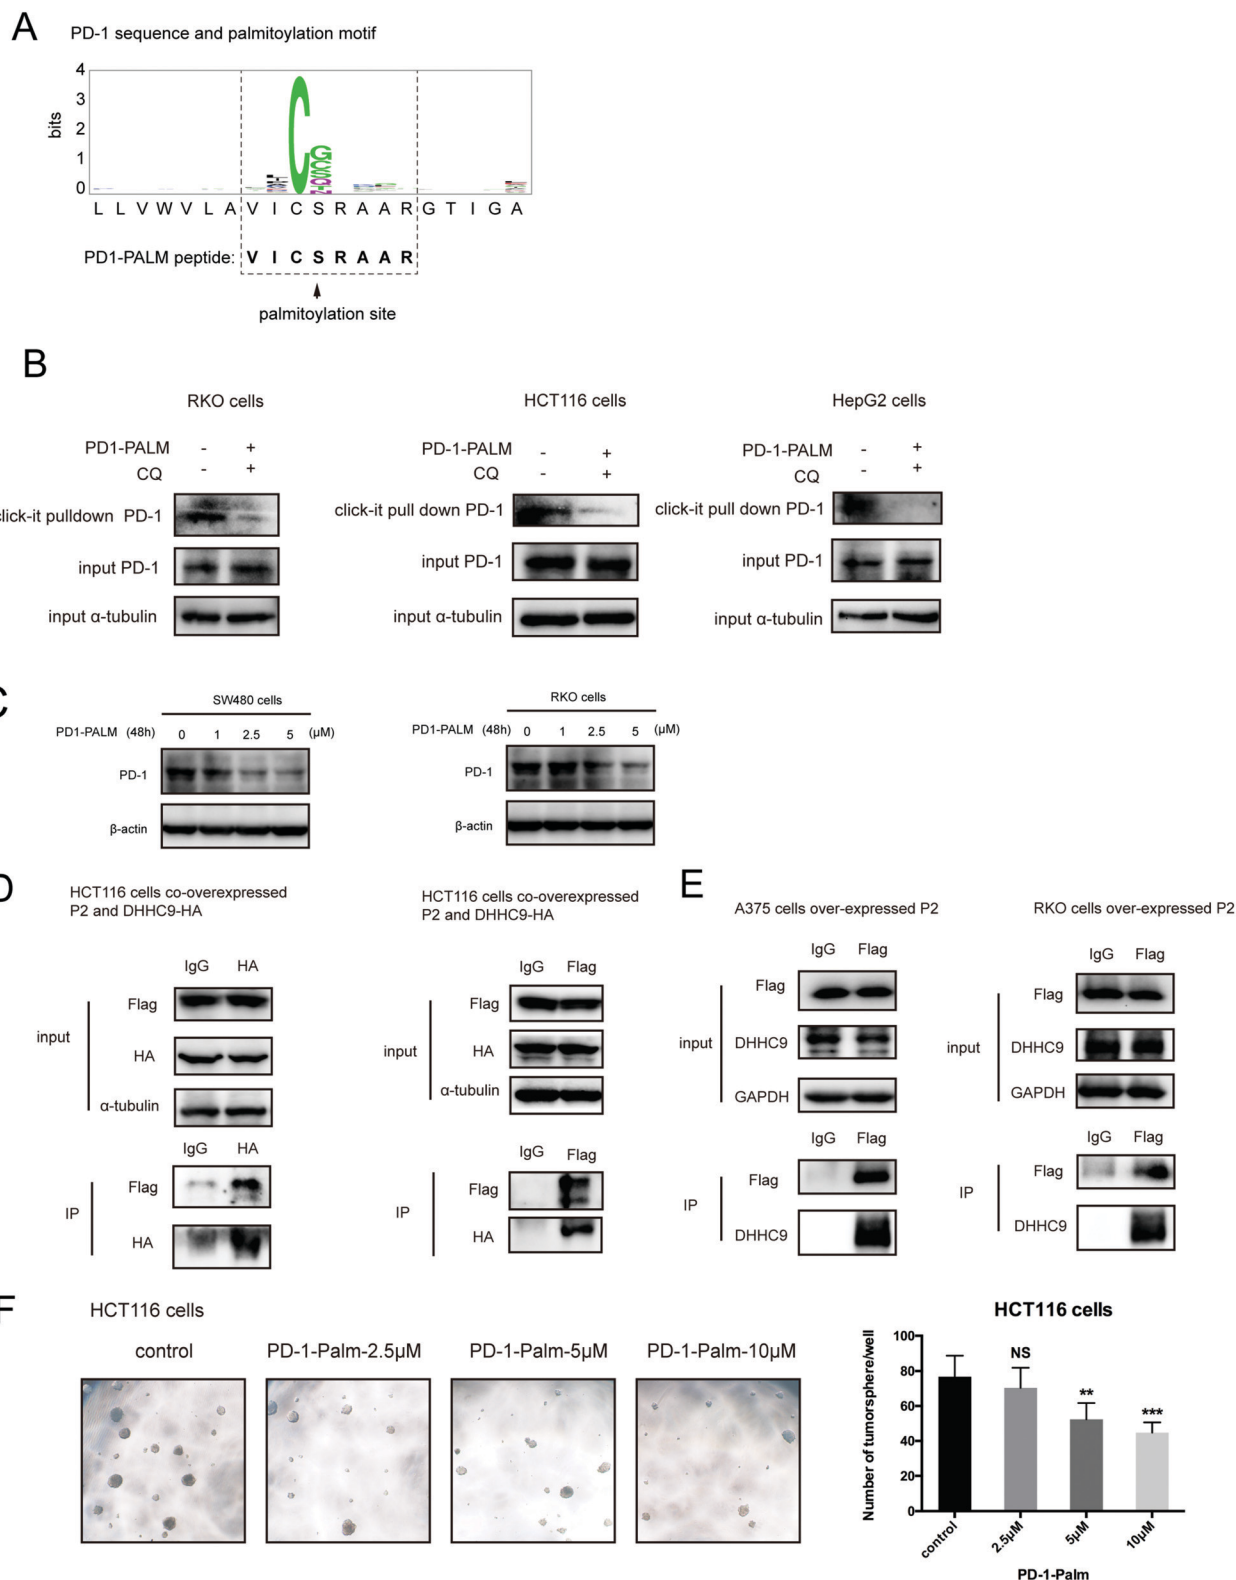 A
PD-1 sequence and palmitoylation motif
bits
4
3
2
1
0
L L V W V L A V I C S R A A R G T I G A
PD1-PALM peptide: V I C S R A A R
palmitoylation site
B
RKO cells
PD1-PALM - +
CQ - +
click-it pulldown PD-1
input PD-1
input α-tubulin
HCT116 cells
PD-1-PALM - +
CQ - +
click-it pull down PD-1
input PD-1
input α-tubulin
HepG2 cells
PD-1-PALM - +
CQ - +
click-it pull down PD-1
input PD-1
input α-tubulin
C
SW480 cells
PD1-PALM (48h) 0 1 2.5 5 (μM)
PD-1
β-actin
RKO cells
PD1-PALM (48h) 0 1 2.5 5 (μM)
PD-1
β-actin
D
HCT116 cells co-overexpressed
P2 and DHHC9-HA
IgG HA
input
Flag
HA
α-tubulin
IgG HA
IP
Flag
HA
HCT116 cells co-overexpressed
P2 and DHHC9-HA
IgG Flag
input
Flag
HA
α-tubulin
IgG Flag
IP
Flag
HA
E
A375 cells over-expressed P2
IgG Flag
input
Flag
DHHC9
GAPDH
IgG Flag
IP
Flag
DHHC9
RKO cells over-expressed P2
IgG Flag
input
Flag
DHHC9
GAPDH
IgG Flag
IP
Flag
DHHC9
F
HCT116 cells
control PD-1-Palm-2.5μM PD-1-Palm-5μM PD-1-Palm-10μM
HCT116 cells
Number of tumorsphere/well
100
80
60
40
20
0
NS
**
***
control 2.5μM 5μM 10μM
PD-1-Palm